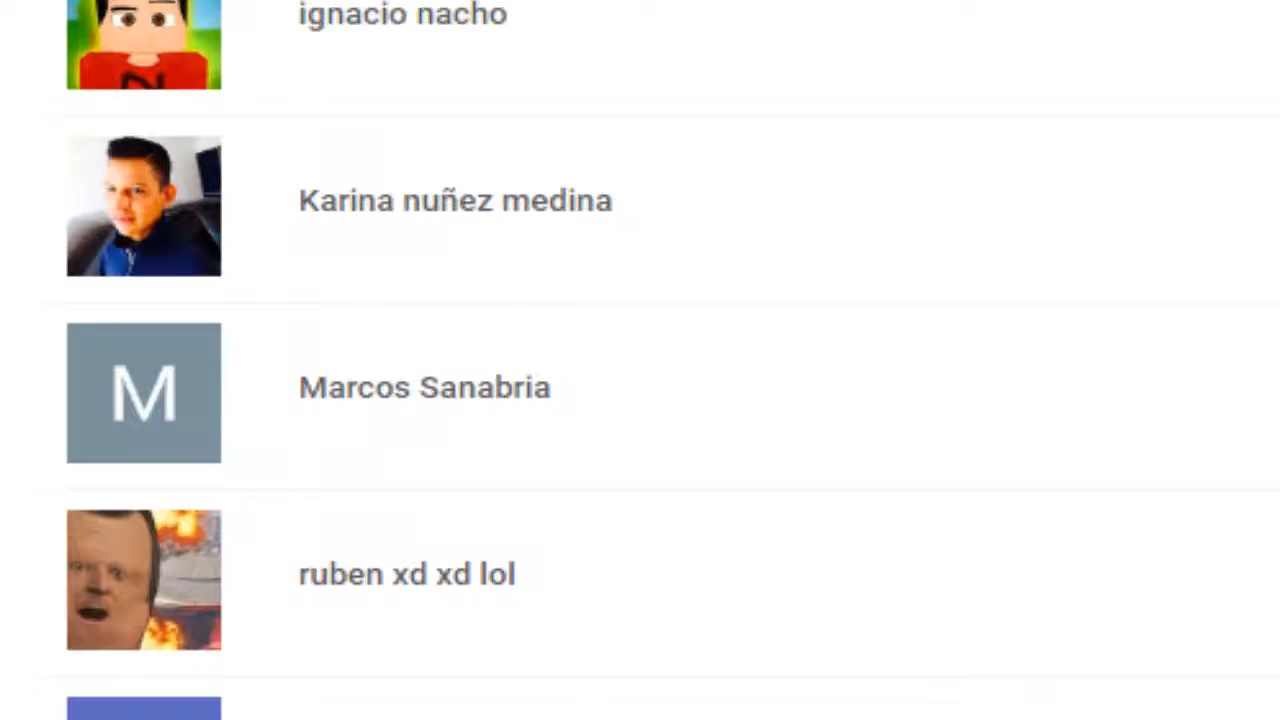 ignacio nacho
Karina nuñez medina
M
Marcos Sanabria
ruben xd xd lol